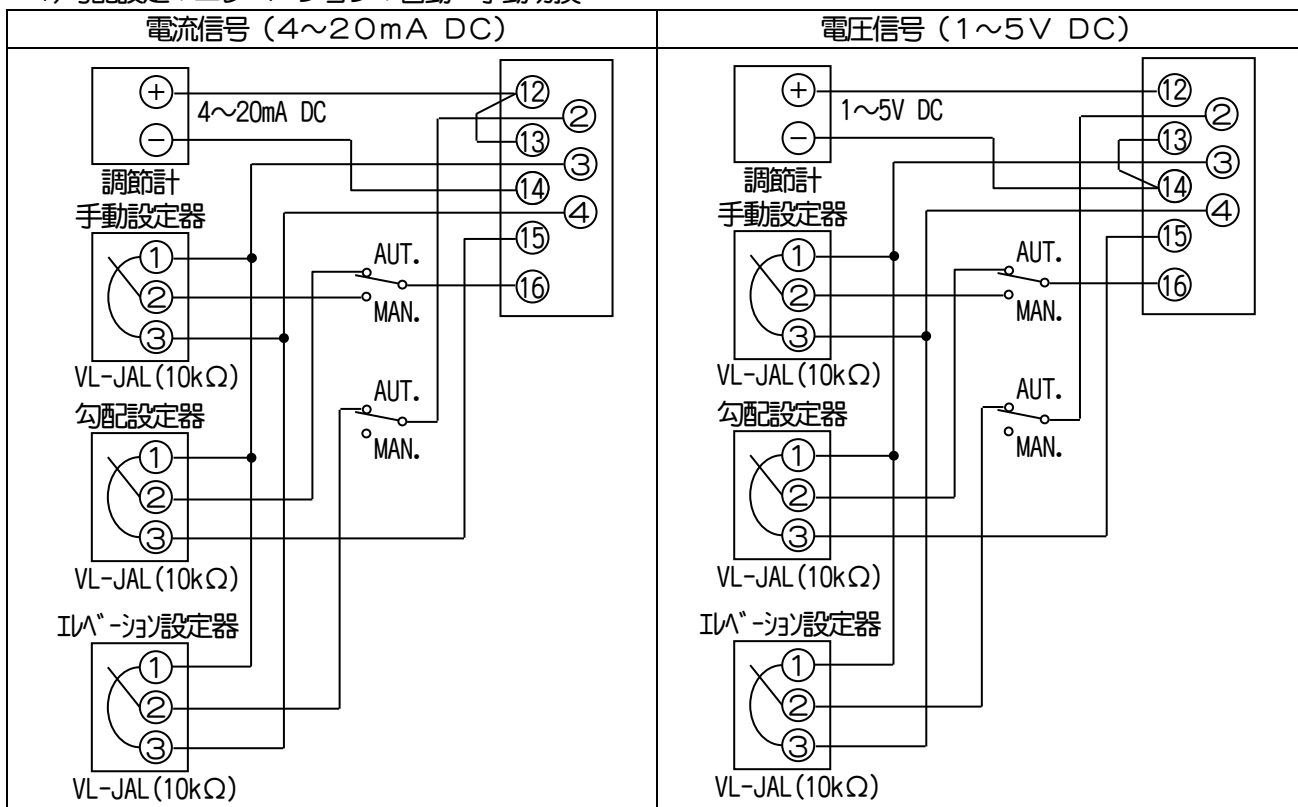 電流信号（4～20mA DC）
⊕
4～20mA DC
⊖
調節計
⑫
②
⑬
③
⑭
④
⑮
⑯
手動設定器
①
②
③
VL-JAL(10kΩ)
AUT.
MAN.
勾配設定器
①
②
③
VL-JAL(10kΩ)
AUT.
MAN.
ｴﾚﾍﾞｰｼｮﾝ設定器
①
②
③
VL-JAL(10kΩ)
電圧信号（1～5V DC）
⊕
1～5V DC
⊖
調節計
⑫
②
⑬
③
⑭
④
⑮
⑯
手動設定器
①
②
③
VL-JAL(10kΩ)
AUT.
MAN.
勾配設定器
①
②
③
VL-JAL(10kΩ)
AUT.
MAN.
ｴﾚﾍﾞｰｼｮﾝ設定器
①
②
③
VL-JAL(10kΩ)